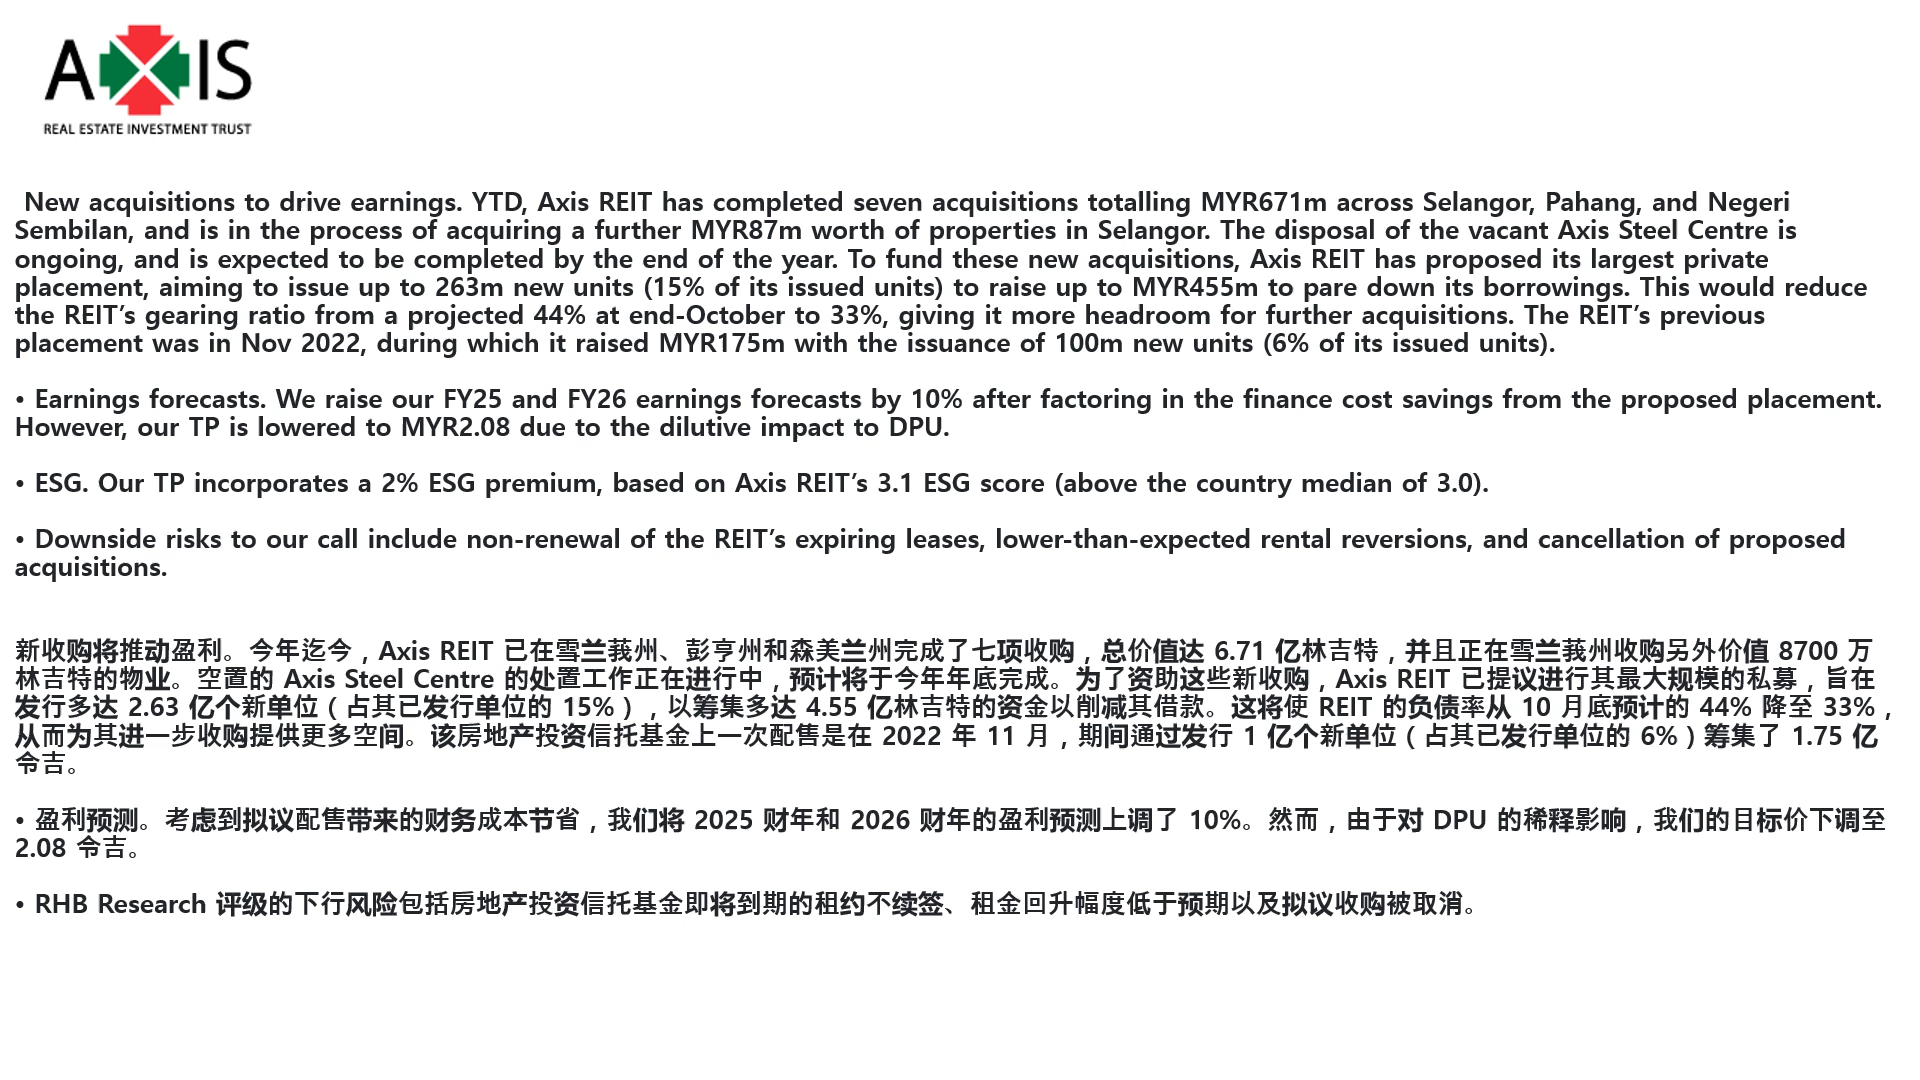 AXIS
REAL ESTATE INVESTMENT TRUST
New acquisitions to drive earnings. YTD, Axis REIT has completed seven acquisitions totalling MYR671m across Selangor, Pahang, and Negeri
Sembilan, and is in the process of acquiring a further MYR87m worth of properties in Selangor. The disposal of the vacant Axis Steel Centre is
ongoing, and is expected to be completed by the end of the year. To fund these new acquisitions, Axis REIT has proposed its largest private
placement, aiming to issue up to 263m new units (15% of its issued units) to raise up to MYR455m to pare down its borrowings. This would reduce
the REIT’s gearing ratio from a projected 44% at end-October to 33%, giving it more headroom for further acquisitions. The REIT’s previous
placement was in Nov 2022, during which it raised MYR175m with the issuance of 100m new units (6% of its issued units).
• Earnings forecasts. We raise our FY25 and FY26 earnings forecasts by 10% after factoring in the finance cost savings from the proposed placement.
However, our TP is lowered to MYR2.08 due to the dilutive impact to DPU.
• ESG. Our TP incorporates a 2% ESG premium, based on Axis REIT’s 3.1 ESG score (above the country median of 3.0).
• Downside risks to our call include non-renewal of the REIT’s expiring leases, lower-than-expected rental reversions, and cancellation of proposed
acquisitions.
新收购将推动盈利。今年迄今，Axis REIT 已在雪兰莪州、彭亨州和森美兰州完成了七项收购，总价值达 6.71 亿林吉特，并且正在雪兰莪州收购另外价值 8700 万
林吉特的物业。空置的 Axis Steel Centre 的处置工作正在进行中，预计将于今年年底完成。为了资助这些新收购，Axis REIT 已提议进行其最大规模的私募，旨在
发行多达 2.63 亿个新单位（占其已发行单位的 15%），以筹集多达 4.55 亿林吉特的资金以削减其借款。这将使 REIT 的负债率从 10 月底预计的 44% 降至 33%，
从而为其进一步收购提供更多空间。该房地产投资信托基金上一次配售是在 2022 年 11 月，期间通过发行 1 亿个新单位（占其已发行单位的 6%）筹集了 1.75 亿
令吉。
• 盈利预测。考虑到拟议配售带来的财务成本节省，我们将 2025 财年和 2026 财年的盈利预测上调了 10%。然而，由于对 DPU 的稀释影响，我们的目标价下调至
2.08 令吉。
• RHB Research 评级的下行风险包括房地产投资信托基金即将到期的租约不续签、租金回升幅度低于预期以及拟议收购被取消。